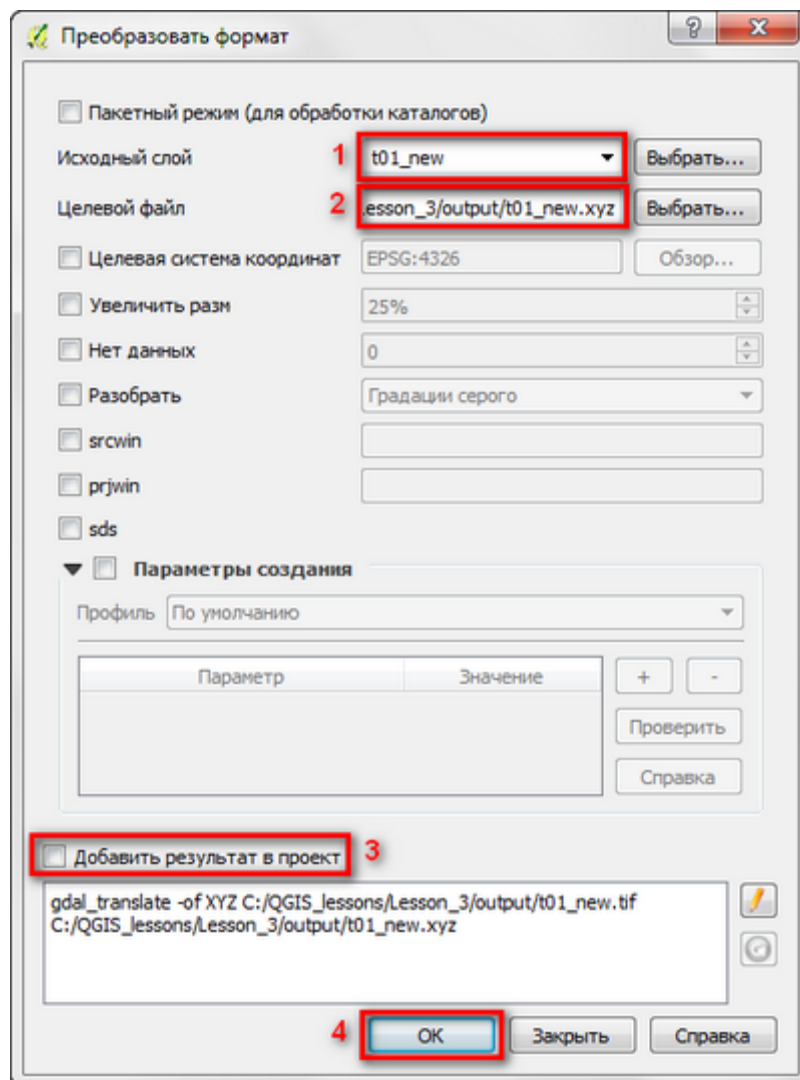 Преобразовать формат
Пакетный режим (для обработки каталогов)
Исходный слой 1 t01_new Выбрать...
Целевой файл 2 esson_3/output/t01_new.xyz Выбрать...
Целевая система координат EPSG:4326 Обзор...
Увеличить разм 25%
Нет данных 0
Разобрать Градации серого
srcwin
prjwin
sds
Параметры создания
Профиль По умолчанию
Параметр Значение + -
Проверить
Справка
Добавить результат в проект 3
gdal_translate -of XYZ C:/QGIS_lessons/Lesson_3/output/t01_new.tif
C:/QGIS_lessons/Lesson_3/output/t01_new.xyz
4 OK Закрыть Справка